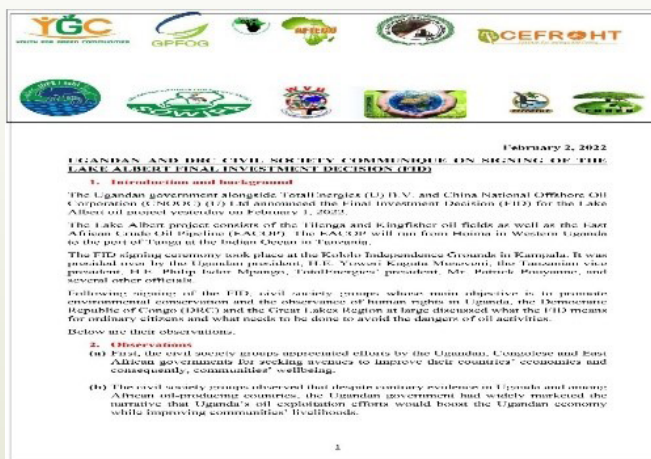 YGC
YOUTH FOR GREEN COMMUNITIES
GPFOG
AFIEGO
CEFROHT
February 2, 2022
UGANDAN AND DRC CIVIL SOCIETY COMMUNIQUE ON SIGNING OF THE
LAKE ALBERT FINAL INVESTMENT DECISION (FID)
1. Introduction and background
The Ugandan government alongside TotalEnergies (U) B.V. and China National Offshore Oil
Corporation (CNOOC) (U) Ltd announced the Final Investment Decision (FID) for the Lake
Albert oil project yesterday on February 1, 2022.
The Lake Albert project consists of the Tilenga and Kingfisher oil fields as well as the East
African Crude Oil Pipeline (EACOP). The EACOP will run from Hoima in Western Uganda
to the port of Tanga at the Indian Ocean in Tanzania.
The FID signing ceremony took place at the Kololo Independence Grounds in Kampala. It was
presided over by the Ugandan president, H.E. Yoweri Kaguta Museveni, the Tanzanian vice
president, H.E. Philip Isdor Mpango, TotalEnergies' president, Mr. Patrick Pouyanne, and
several other officials.
Following signing of the FID, civil society groups whose main objective is to promote
environmental conservation and the observance of human rights in Uganda, the Democratic
Republic of Congo (DRC) and the Great Lakes Region at large discussed what the FID means
for ordinary citizens and what needs to be done to avoid the dangers of oil activities.
Below are their observations.
2. Observations
(a) First, the civil society groups appreciated efforts by the Ugandan, Congolese and East
African governments for seeking avenues to improve their countries' economies and
consequently, communities' wellbeing.
(b) The civil society groups observed that despite contrary evidence in Uganda and among
African oil-producing countries, the Ugandan government had widely marketed the
narrative that Uganda's oil exploitation efforts would boost the Ugandan economy
while improving communities' livelihoods.
1